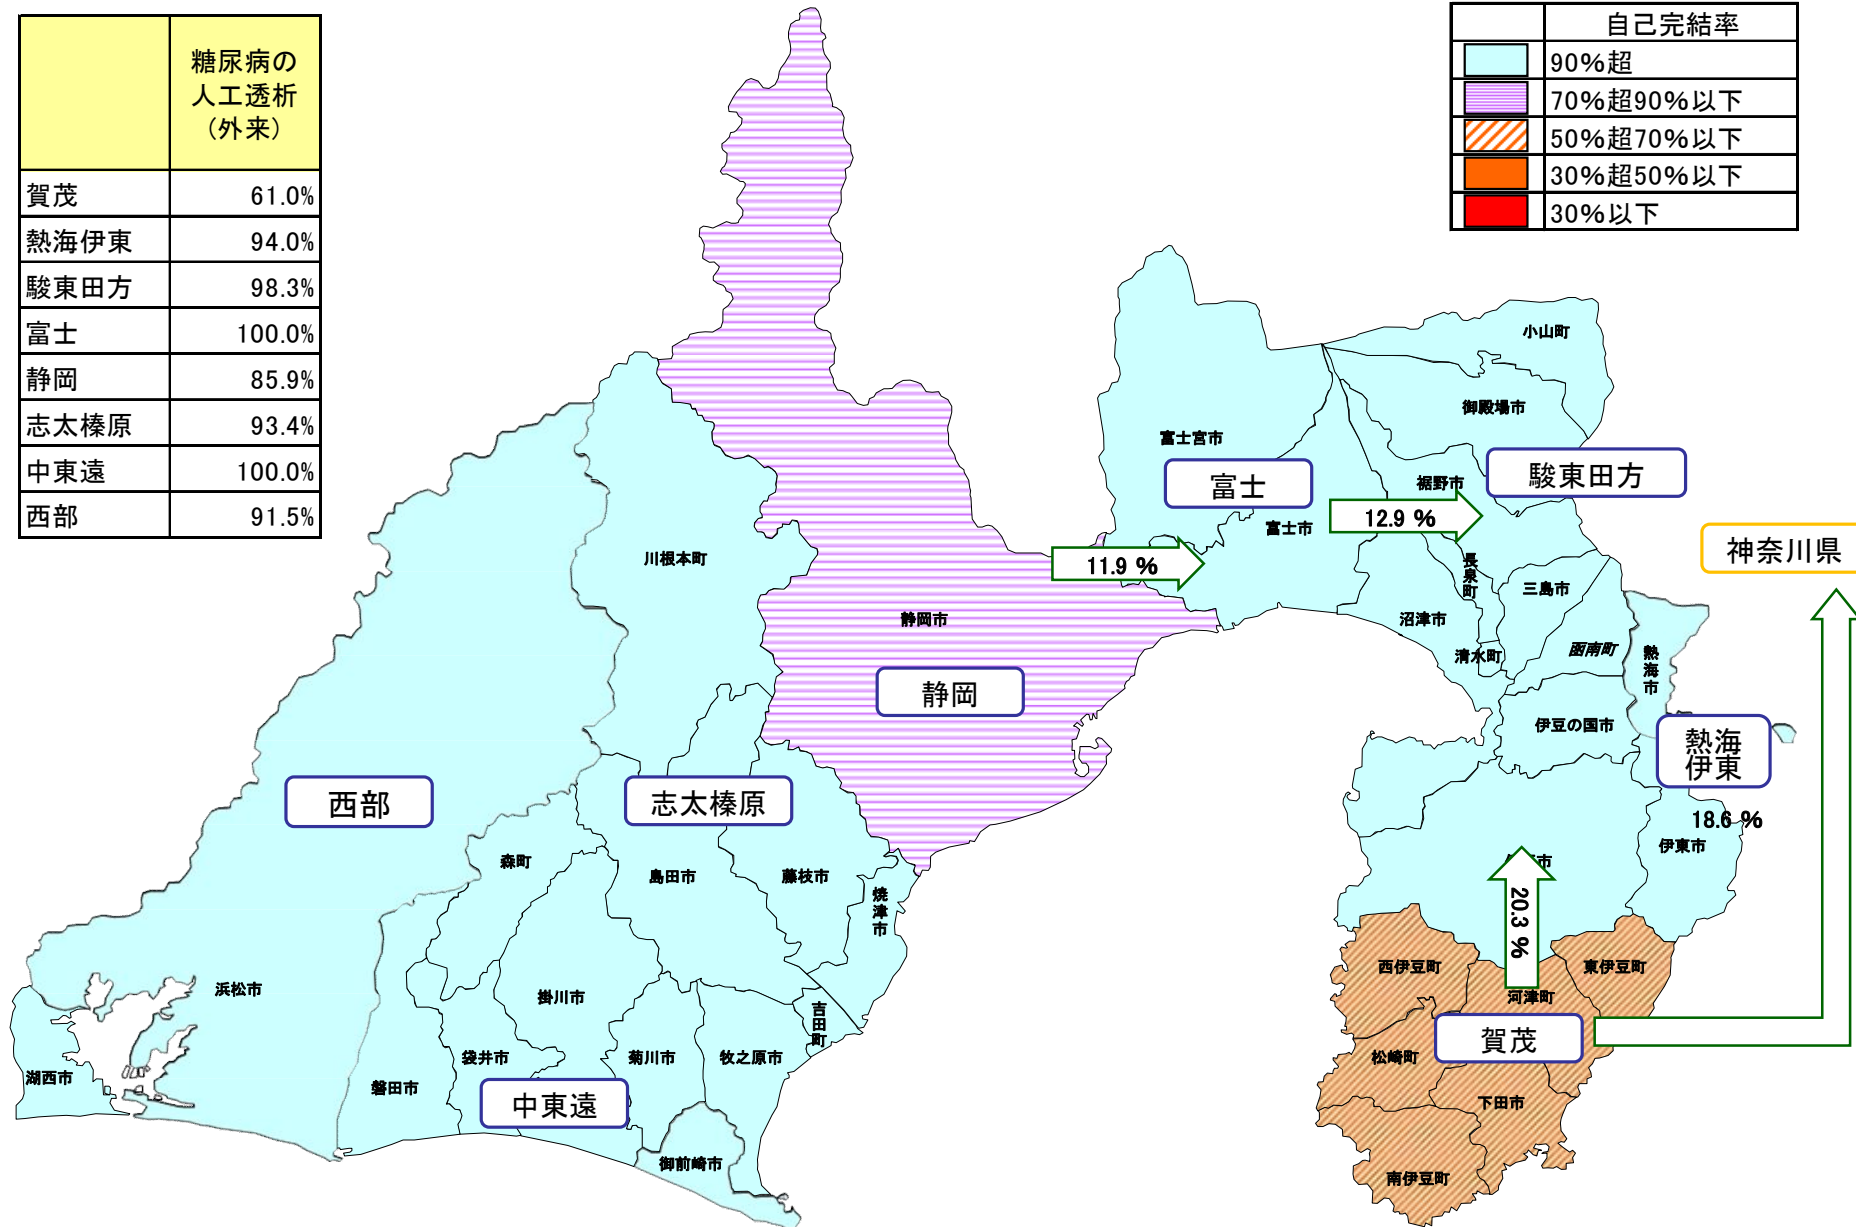 糖尿病の
人工透析
（外来）
賀茂 61.0%
熱海伊東 94.0%
駿東田方 98.3%
富士 100.0%
静岡 85.9%
志太榛原 93.4%
中東遠 100.0%
西部 91.5%
自己完結率
90%超
70%超90%以下
50%超70%以下
30%超50%以下
30%以下
小山町
御殿場市
富士宮市
裾野市
駿東田方
富士
富士市
12.9 %
11.9 %
神奈川県
川根本町
長泉町
三島市
静岡市
沼津市
函南町
清水町
熱海市
静岡
伊豆の国市
熱海
伊東
西部
志太榛原
18.6 %
伊東市
市
森町
島田市
藤枝市
焼津市
20.3 %
西伊豆町
東伊豆町
浜松市
掛川市
河津町
吉田町
賀茂
袋井市
菊川市
牧之原市
松崎町
湖西市
磐田市
中東遠
下田市
御前崎市
南伊豆町